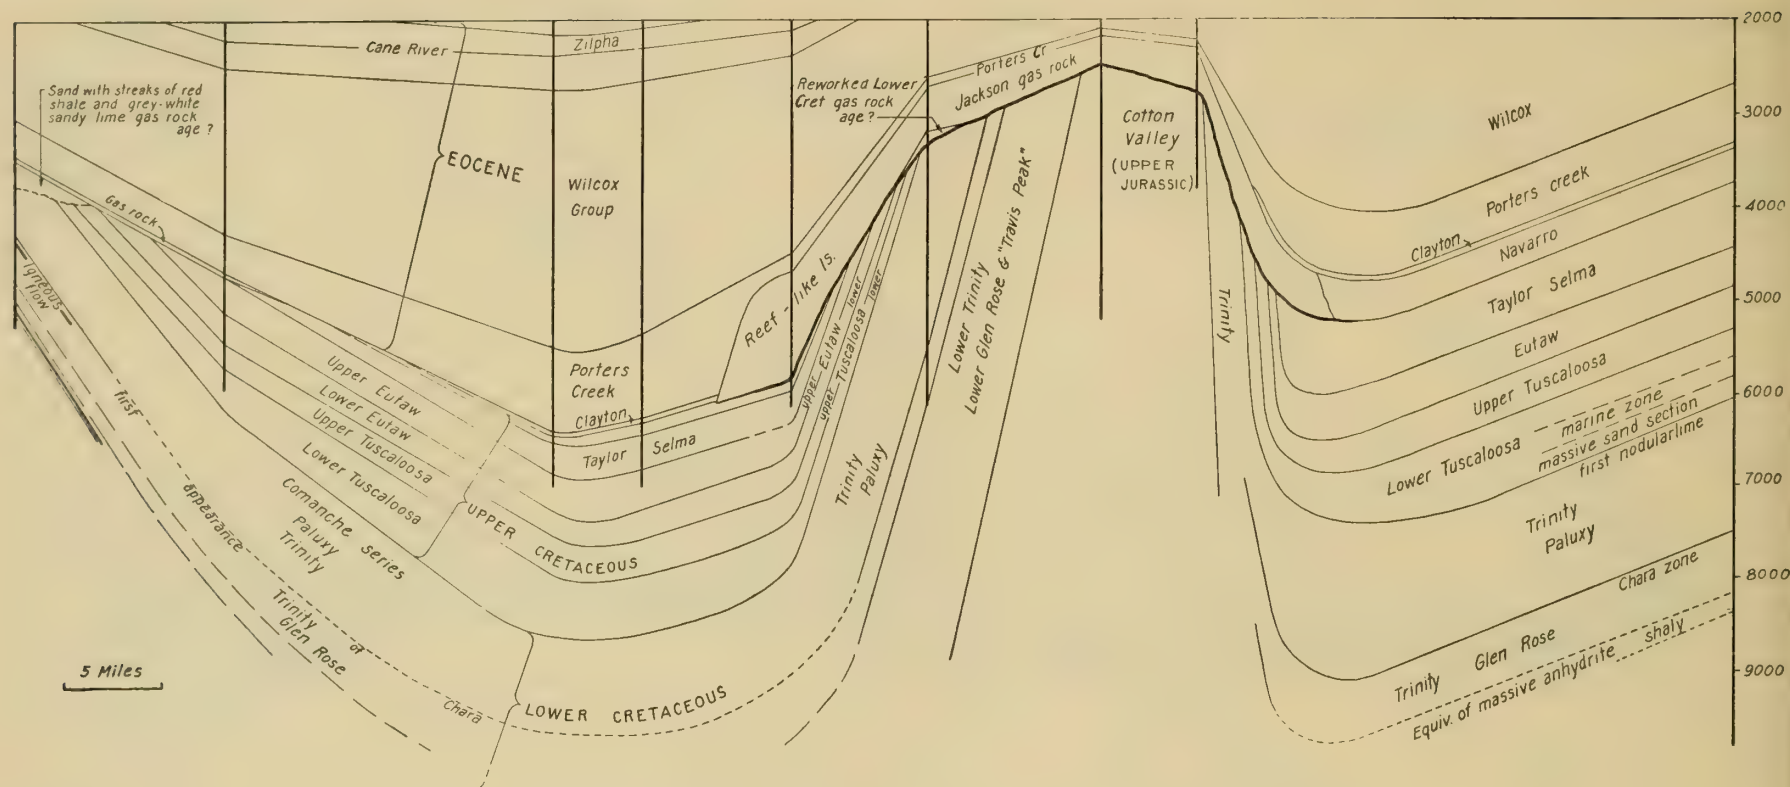 Cane River
Zilpha
Sand with streaks of red
shale and grey-white
sandy lime gas rock
age ?
Gas rock
EOCENE
Wilcox
Group
Reworked Lower
Cret gas rock
age ?
Porters Cr
Jackson gas rock
Cotton
Valley
(UPPER
JURASSIC)
Wilcox
Porters creek
Clayton
Navarro
Taylor Selma
Eutaw
Upper Tuscaloosa
marine zone
Lower Tuscaloosa
massive sand section
first nodular lime
Trinity
Paluxy
Chara zone
Trinity Glen Rose
shaly
Equiv. of massive anhydrite
2000
3000
4000
5000
6000
7000
8000
9000
Igneous
flow
first
appearance
of
Chara
Reef-like ls.
Porters
Creek
Clayton
Taylor Selma
Upper Eutaw
Lower Eutaw
Upper Tuscaloosa
Lower Tuscaloosa
Comanche series
Paluxy
Trinity
UPPER CRETACEOUS
Trinity
Glen Rose
LOWER CRETACEOUS
upper Eutaw lower
upper Tuscaloosa lower
Trinity
Paluxy
Lower Trinity
Lower Glen Rose & "Travis Peak"
Trinity
5 Miles